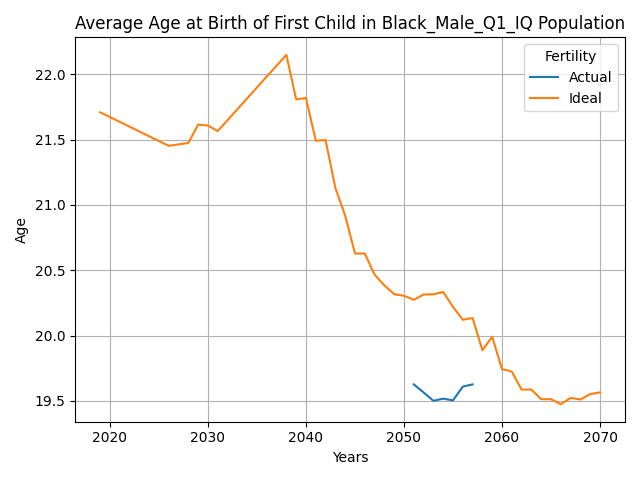 Average Age at Birth of First Child in Black_Male_Q1_IQ Population
Fertility
Actual
Ideal
22.0
21.5
21.0
20.5
20.0
19.5
Age
2020 2030 2040 2050 2060 2070
Years